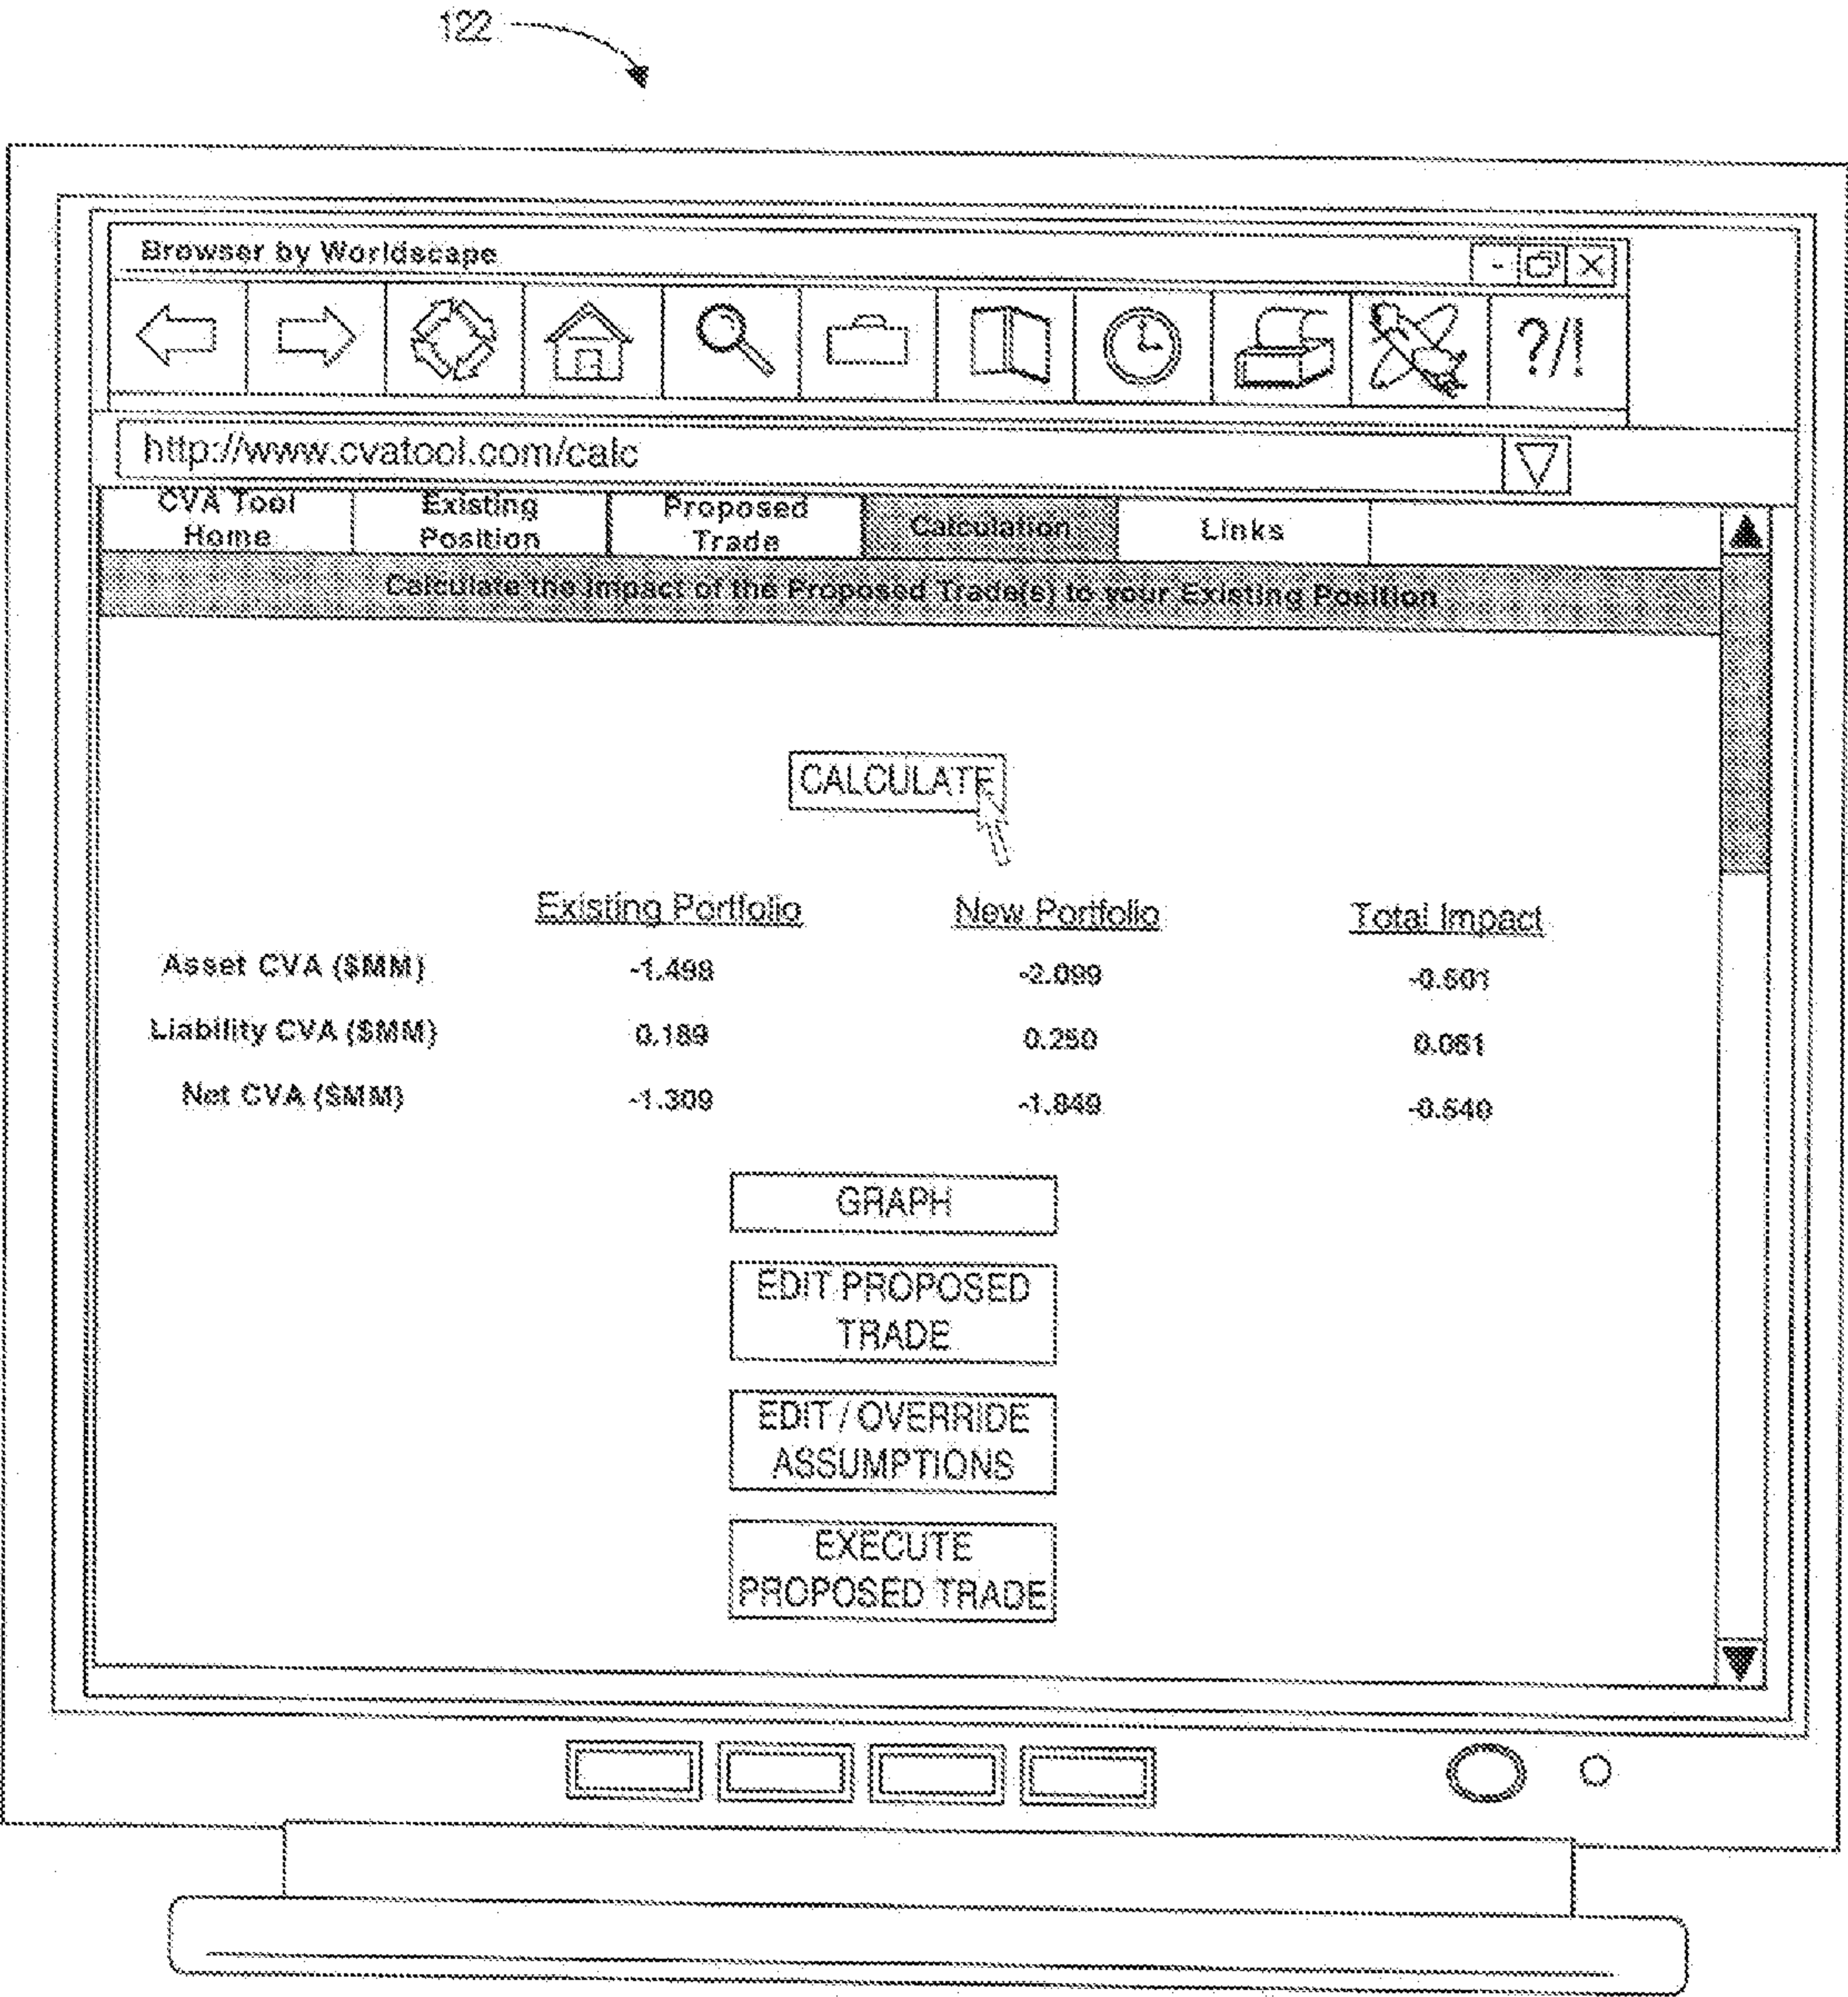 122
Browser by Worldscape
- X
?/!
http://www.cvatool.com/calc
CVA Tool Home
Existing Position
Proposed Trade
Calculation
Links
Calculate the Impact of the Proposed Trade(s) to your Existing Position
CALCULATE
Existing Portfolio New Portfolio Total Impact
Asset CVA ($MM) -1.498 -2.099 -0.601
Liability CVA ($MM) 0.189 0.250 0.061
Net CVA ($MM) -1.309 -1.849 -0.540
GRAPH
EDIT PROPOSED
TRADE
EDIT / OVERRIDE
ASSUMPTIONS
EXECUTE
PROPOSED TRADE